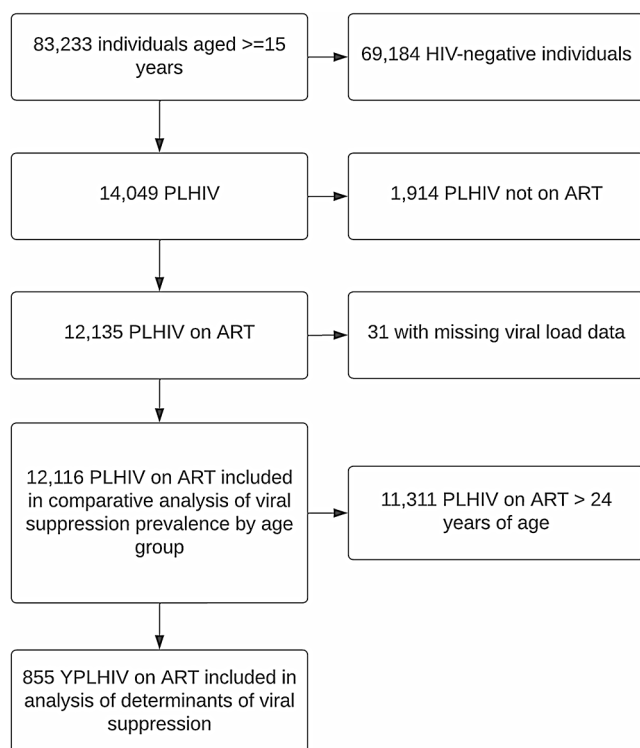 83,233 individuals aged >=15
years
69,184 HIV-negative individuals
14,049 PLHIV
1,914 PLHIV not on ART
12,135 PLHIV on ART
31 with missing viral load data
12,116 PLHIV on ART included
in comparative analysis of viral
suppression prevalence by age
group
11,311 PLHIV on ART > 24
years of age
855 YPLHIV on ART included in
analysis of determinants of viral
suppression